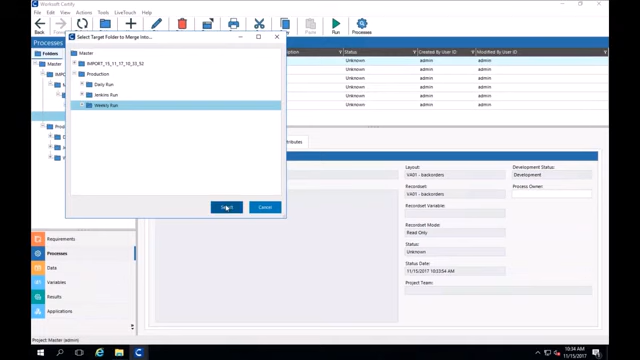 Worksoft Certify
File Edit View Actions Tools LiveTouch Help
Back Run Processes
Processes
Folders
Master
Select Target Folder to Merge Into...
Master
IMPORT_15_11_17_10_33_52
Production
Daily Run
Jenkins Run
Weekly Run
Select Cancel
Status Created By User ID Modified By User ID
Unknown admin admin
Unknown admin admin
Unknown admin admin
Unknown admin admin
Unknown admin admin
Layout: Development Status:
VA01 - backorders Development
Recordset: Process Owner:
VA01 - backorders
Recordset Variable:
Recordset Mode:
Read Only
Status:
Unknown
Status Date:
11/15/2017 10:33:54 AM
Project Team:
Requirements
Processes
Data
Variables
Results
Applications
Project: Master (admin)
10:34 AM
11/15/2017